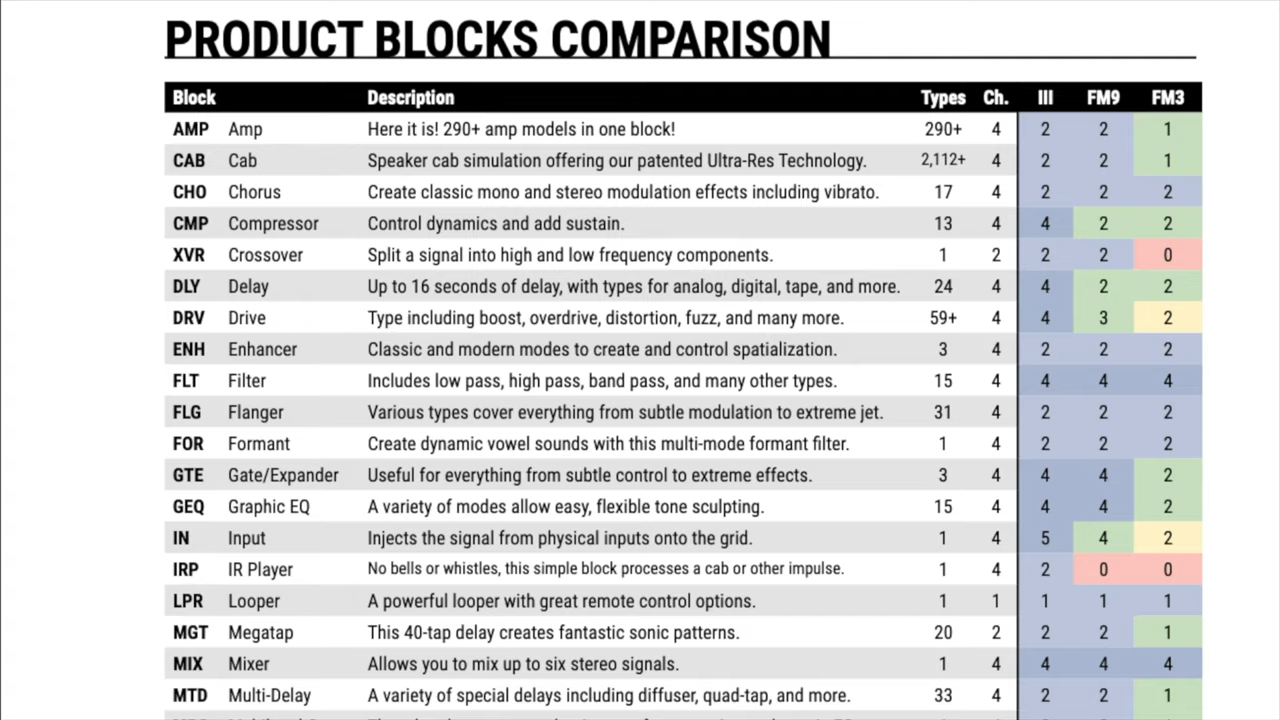 PRODUCT BLOCKS COMPARISON
Block Description Types Ch. III FM9 FM3
AMP Amp Here it is! 290+ amp models in one block! 290+ 4 2 2 1
CAB Cab Speaker cab simulation offering our patented Ultra-Res Technology. 2,112+ 4 2 2 1
CHO Chorus Create classic mono and stereo modulation effects including vibrato. 17 4 2 2 2
CMP Compressor Control dynamics and add sustain. 13 4 4 2 2
XVR Crossover Split a signal into high and low frequency components. 1 2 2 2 0
DLY Delay Up to 16 seconds of delay, with types for analog, digital, tape, and more. 24 4 4 2 2
DRV Drive Type including boost, overdrive, distortion, fuzz, and many more. 59+ 4 4 3 2
ENH Enhancer Classic and modern modes to create and control spatialization. 3 4 2 2 2
FLT Filter Includes low pass, high pass, band pass, and many other types. 15 4 4 4 4
FLG Flanger Various types cover everything from subtle modulation to extreme jet. 31 4 2 2 2
FOR Formant Create dynamic vowel sounds with this multi-mode formant filter. 1 4 2 2 2
GTE Gate/Expander Useful for everything from subtle control to extreme effects. 3 4 4 4 2
GEQ Graphic EQ A variety of modes allow easy, flexible tone sculpting. 15 4 4 4 2
IN Input Injects the signal from physical inputs onto the grid. 1 4 5 4 2
IRP IR Player No bells or whistles, this simple block processes a cab or other impulse. 1 4 2 0 0
LPR Looper A powerful looper with great remote control options. 1 1 1 1 1
MGT Megatap This 40-tap delay creates fantastic sonic patterns. 20 2 2 2 1
MIX Mixer Allows you to mix up to six stereo signals. 1 4 4 4 4
MTD Multi-Delay A variety of special delays including diffuser, quad-tap, and more. 33 4 2 2 1